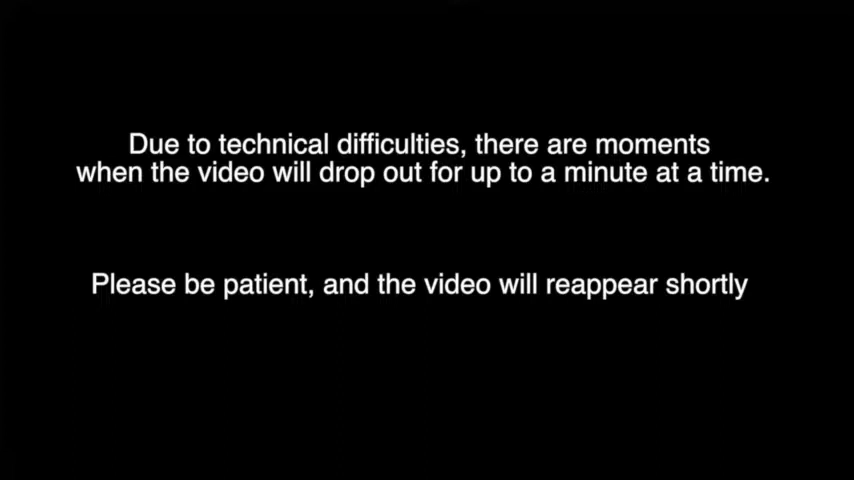 Due to technical difficulties, there are moments
when the video will drop out for up to a minute at a time.
Please be patient, and the video will reappear shortly